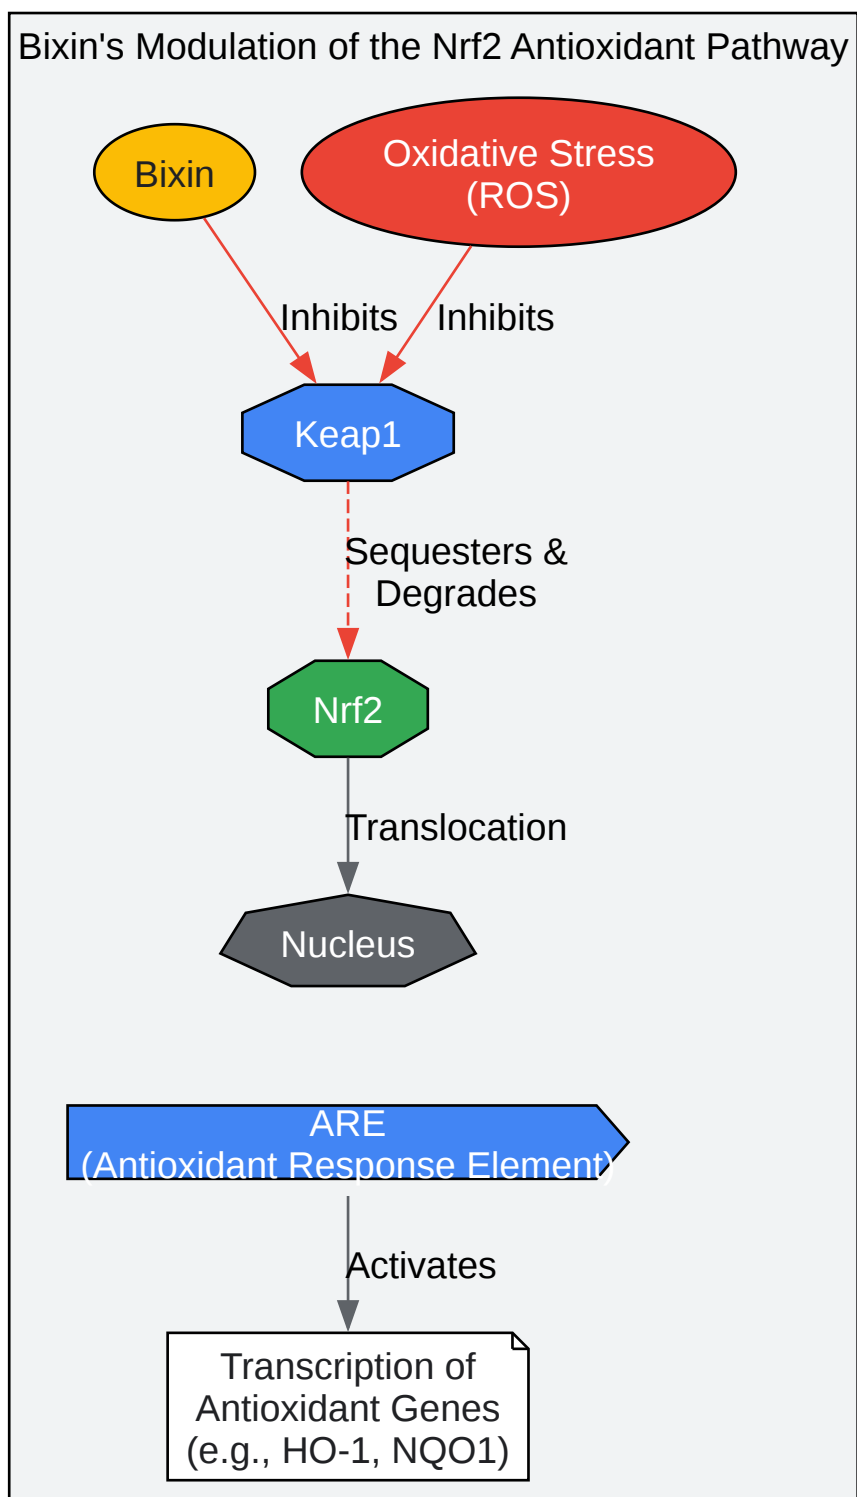 Bixin's Modulation of the Nrf2 Antioxidant Pathway
Bixin
Oxidative Stress
(ROS)
Inhibits
Inhibits
Keap1
Sequesters &
Degrades
Nrf2
Translocation
Nucleus
ARE
(Antioxidant Response Element)
Activates
Transcription of
Antioxidant Genes
(e.g., HO-1, NQO1)